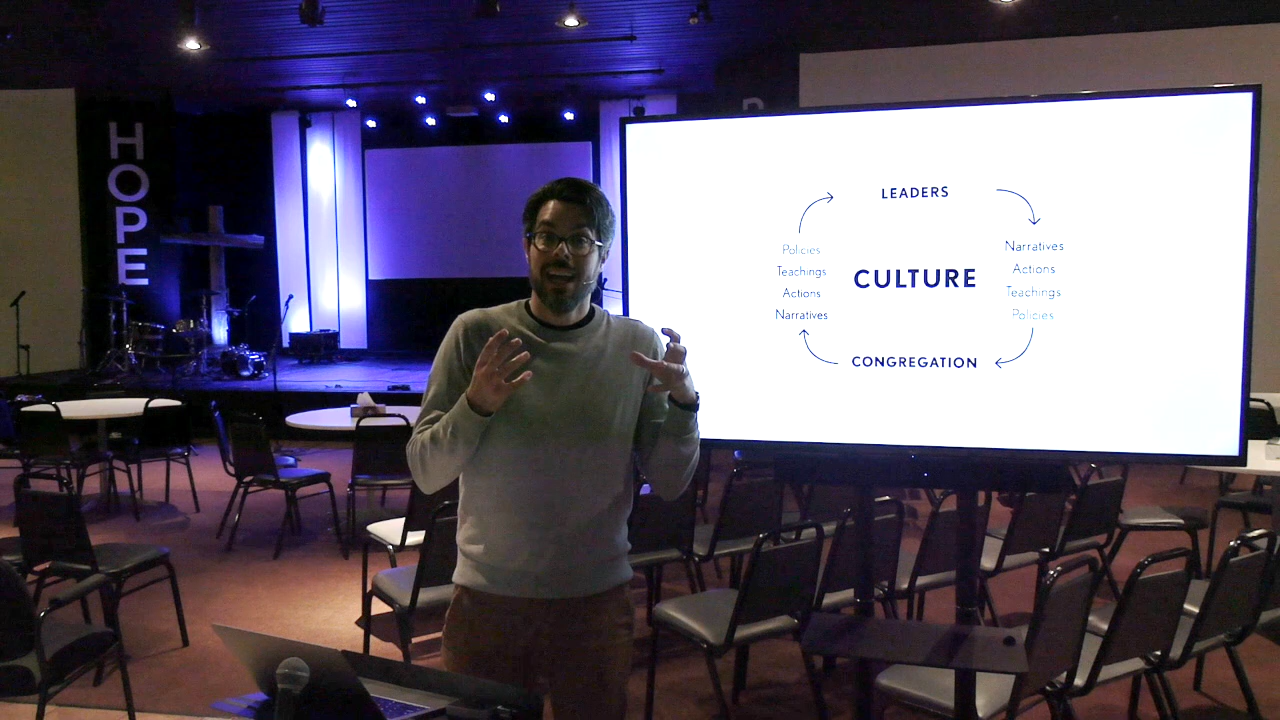 HOPE
LEADERS
Policies
Teachings
Actions
Narratives
CULTURE
Narratives
Actions
Teachings
Policies
CONGREGATION